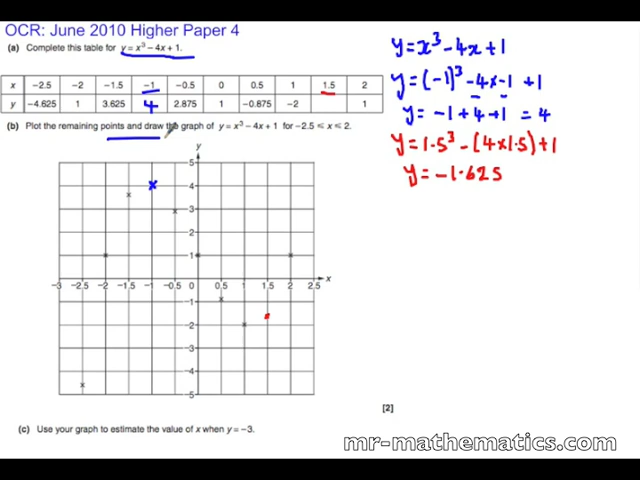 OCR: June 2010 Higher Paper 4
(a) Complete this table for y = x³ − 4x + 1.
x −2.5 −2 −1.5 −1 −0.5 0 0.5 1 1.5 2
y −4.625 1 3.625 4 2.875 1 −0.875 −2 1
(b) Plot the remaining points and draw the graph of y = x³ − 4x + 1 for −2.5 ≤ x ≤ 2.
y = x³ − 4x + 1
y = (−1)³ − 4 × −1 + 1
y = −1 + 4 + 1 = 4
y = 1·5³ − (4×1·5) + 1
y = −1·625
y
5
4
3
2
1
−3 −2.5 −2 −1.5 −1 −0.5 0 0.5 1 1.5 2 2.5 x
−1
−2
−3
−4
−5
[2]
(c) Use your graph to estimate the value of x when y = −3.
mr-mathematics.com